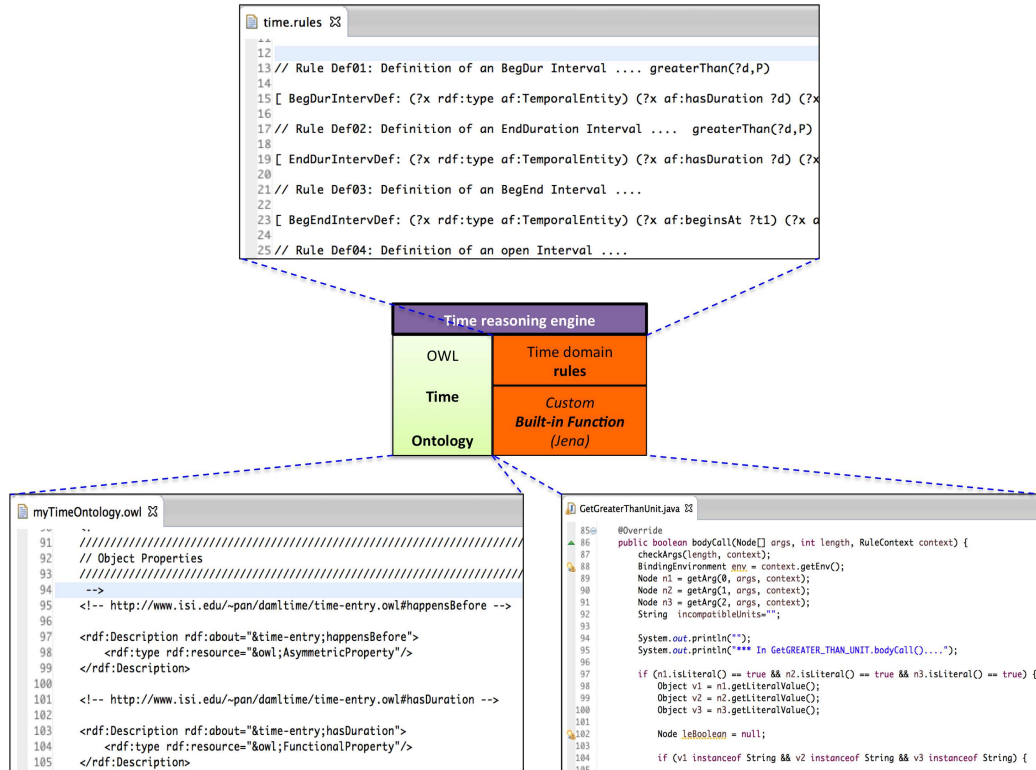 time.rules
12
13 // Rule Def01: Definition of an BegDur Interval .... greaterThan(?d,P)
14
15 [ BegDurIntervDef: (?x rdf:type af:TemporalEntity) (?x af:hasDuration ?d) (?x
16
17 // Rule Def02: Definition of an EndDuration Interval ....  greaterThan(?d,P)
18
19 [ EndDurIntervDef: (?x rdf:type af:TemporalEntity) (?x af:hasDuration ?d) (?x
20
21 // Rule Def03: Definition of an BegEnd Interval ....
22
23 [ BegEndIntervDef: (?x rdf:type af:TemporalEntity) (?x af:beginsAt ?t1) (?x a
24
25 // Rule Def04: Definition of an open Interval ....
Time reasoning engine
OWL
Time
Ontology
Time domain
rules
Custom
Built-in Function
(Jena)
myTimeOntology.owl
91 ////////////////////////////////////////////////////////////////////////
92 // Object Properties
93 ////////////////////////////////////////////////////////////////////////
94 -->
95 <!-- http://www.isi.edu/~pan/damltime/time-entry.owl#happensBefore -->
96
97 <rdf:Description rdf:about="&time-entry;happensBefore">
98 <rdf:type rdf:resource="&owl;AsymmetricProperty"/>
99 </rdf:Description>
100
101 <!-- http://www.isi.edu/~pan/damltime/time-entry.owl#hasDuration -->
102
103 <rdf:Description rdf:about="&time-entry;hasDuration">
104 <rdf:type rdf:resource="&owl;FunctionalProperty"/>
105 </rdf:Description>
GetGreaterThanUnit.java
85 @Override
86 public boolean bodyCall(Node[] args, int length, RuleContext context) {
87 checkArgs(length, context);
88 BindingEnvironment env = context.getEnv();
89 Node n1 = getArg(0, args, context);
90 Node n2 = getArg(1, args, context);
91 Node n3 = getArg(2, args, context);
92 String incompatibleUnits="";
93
94 System.out.println("");
95 System.out.println("*** In GetGREATER_THAN_UNIT.bodyCall()....");
96
97 if (n1.isLiteral() == true && n2.isLiteral() == true && n3.isLiteral() == true) {
98 Object v1 = n1.getLiteralValue();
99 Object v2 = n2.getLiteralValue();
100 Object v3 = n3.getLiteralValue();
101
102 Node leBoolean = null;
103
104 if (v1 instanceof String && v2 instanceof String && v3 instanceof String) {